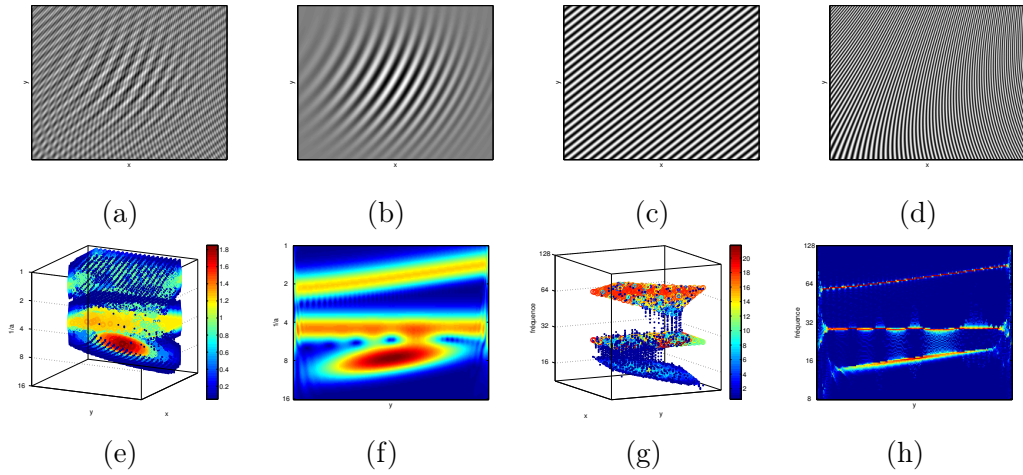 y
x
y
x
y
x
y
x
(a)
(b)
(c)
(d)
1
2
4
8
16
1/a
y
x
1.8
1.6
1.4
1.2
1
0.8
0.6
0.4
0.2
1
2
4
8
16
1/a
y
128
64
32
16
fréquence
x
y
20
18
16
14
12
10
8
6
4
2
128
64
32
16
8
fréquence
y
(e)
(f)
(g)
(h)